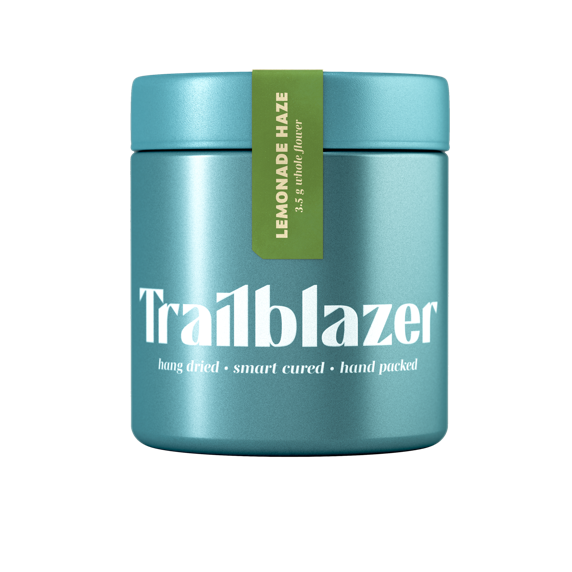 LEMONADE HAZE
3.5 g whole flower
Trailblazer
hang dried • smart cured • hand packed